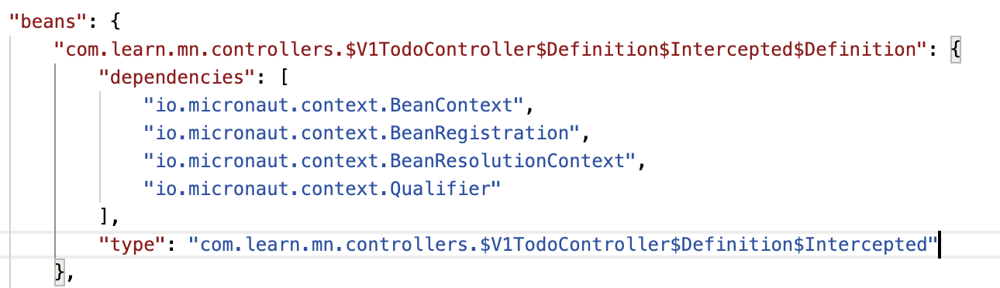 "beans": {
"com.learn.mn.controllers.$V1TodoController$Definition$Intercepted$Definition": {
"dependencies": [
"io.micronaut.context.BeanContext",
"io.micronaut.context.BeanRegistration",
"io.micronaut.context.BeanResolutionContext",
"io.micronaut.context.Qualifier"
],
"type": "com.learn.mn.controllers.$V1TodoController$Definition$Intercepted"
},